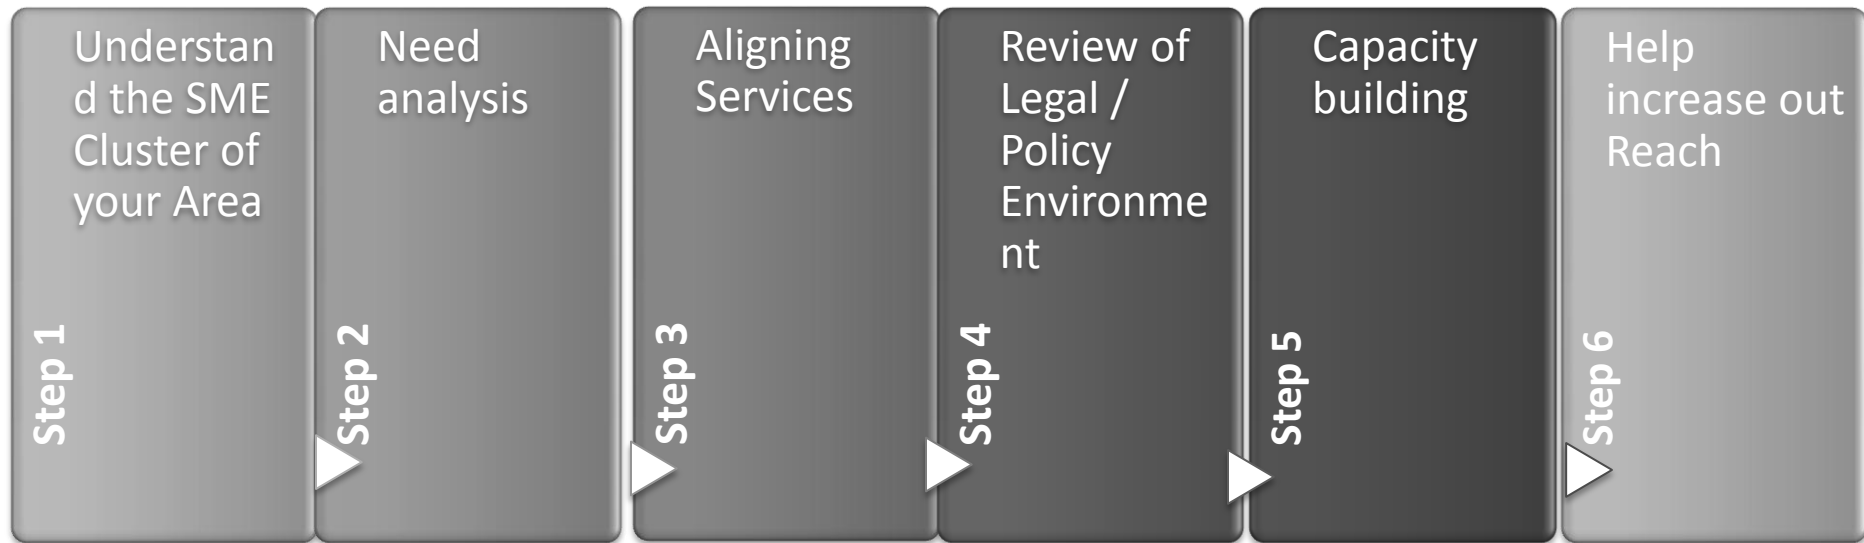 Understan
d the SME
Cluster of
your Area
Step 1
Need
analysis
Step 2
Aligning
Services
Step 3
Review of
Legal /
Policy
Environme
nt
Step 4
Capacity
building
Step 5
Help
increase out
Reach
Step 6